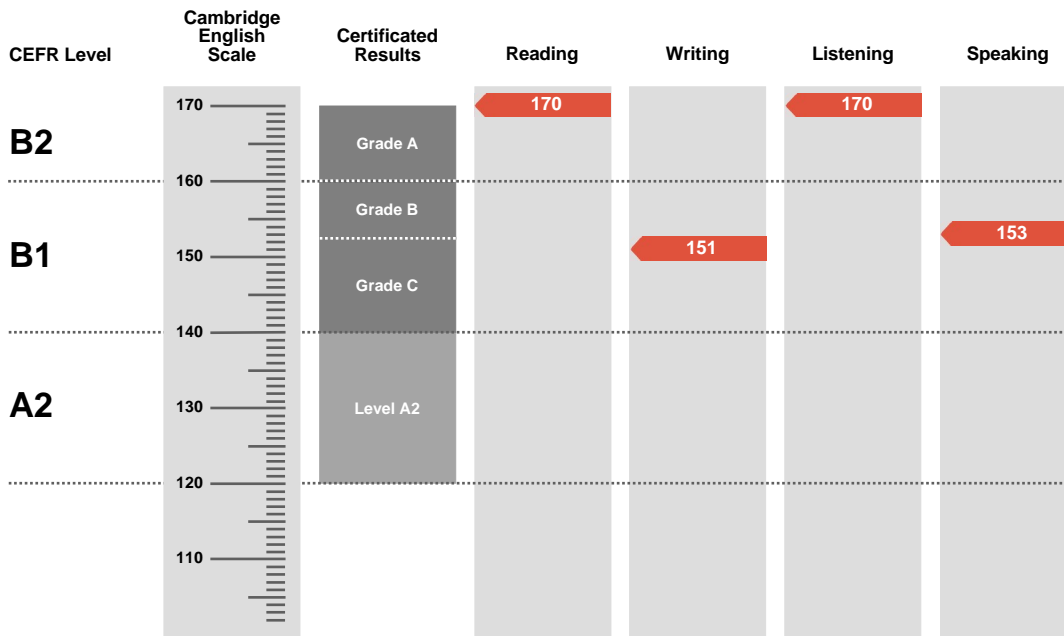 CEFR Level
Cambridge
English
Scale
Certificated
Results
Reading
Writing
Listening
Speaking
170
170
170
Grade A
B2
160
Grade B
153
151
B1
150
Grade C
140
A2
130
Level A2
120
110